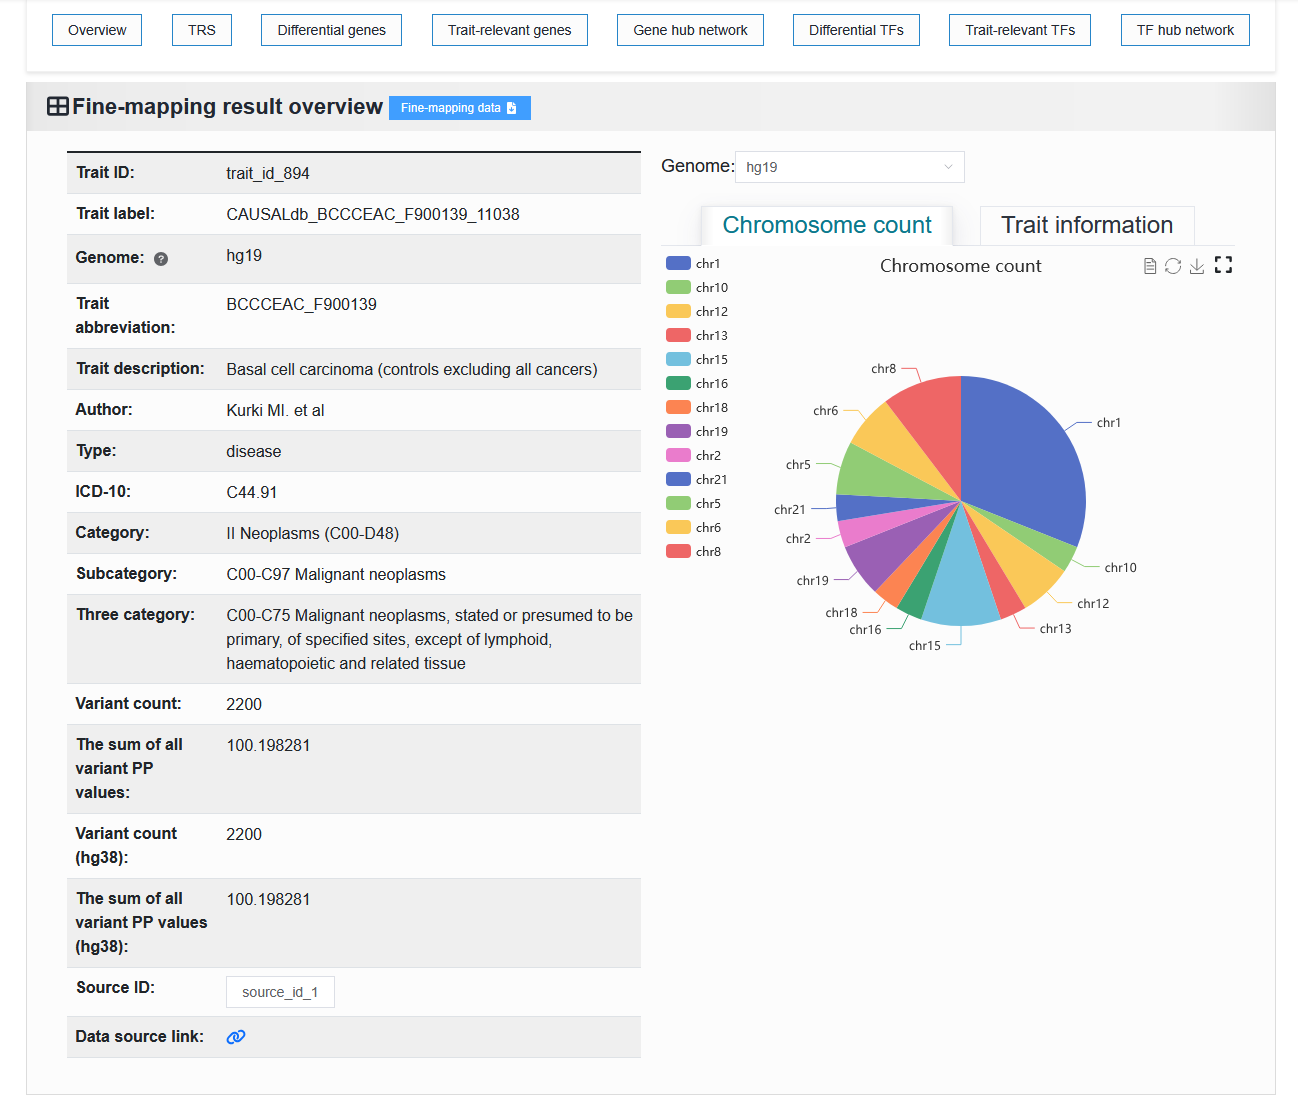 Overview TRS Differential genes Trait-relevant genes Gene hub network Differential TFs Trait-relevant TFs TF hub network
Fine-mapping result overview Fine-mapping data
Trait ID: trait_id_894
Trait label: CAUSALdb_BCCCEAC_F900139_11038
Genome: ? hg19
Trait abbreviation: BCCCEAC_F900139
Trait description: Basal cell carcinoma (controls excluding all cancers)
Author: Kurki MI. et al
Type: disease
ICD-10: C44.91
Category: II Neoplasms (C00-D48)
Subcategory: C00-C97 Malignant neoplasms
Three category: C00-C75 Malignant neoplasms, stated or presumed to be
primary, of specified sites, except of lymphoid,
haematopoietic and related tissue
Variant count: 2200
The sum of all variant PP values: 100.198281
Variant count (hg38): 2200
The sum of all variant PP values (hg38): 100.198281
Source ID: source_id_1
Data source link:
Genome: hg19
Chromosome count Trait information
Chromosome count
chr1
chr10
chr12
chr13
chr15
chr16
chr18
chr19
chr2
chr21
chr5
chr6
chr8
chr8
chr6
chr5
chr21
chr2
chr19
chr18
chr16
chr15
chr1
chr10
chr12
chr13